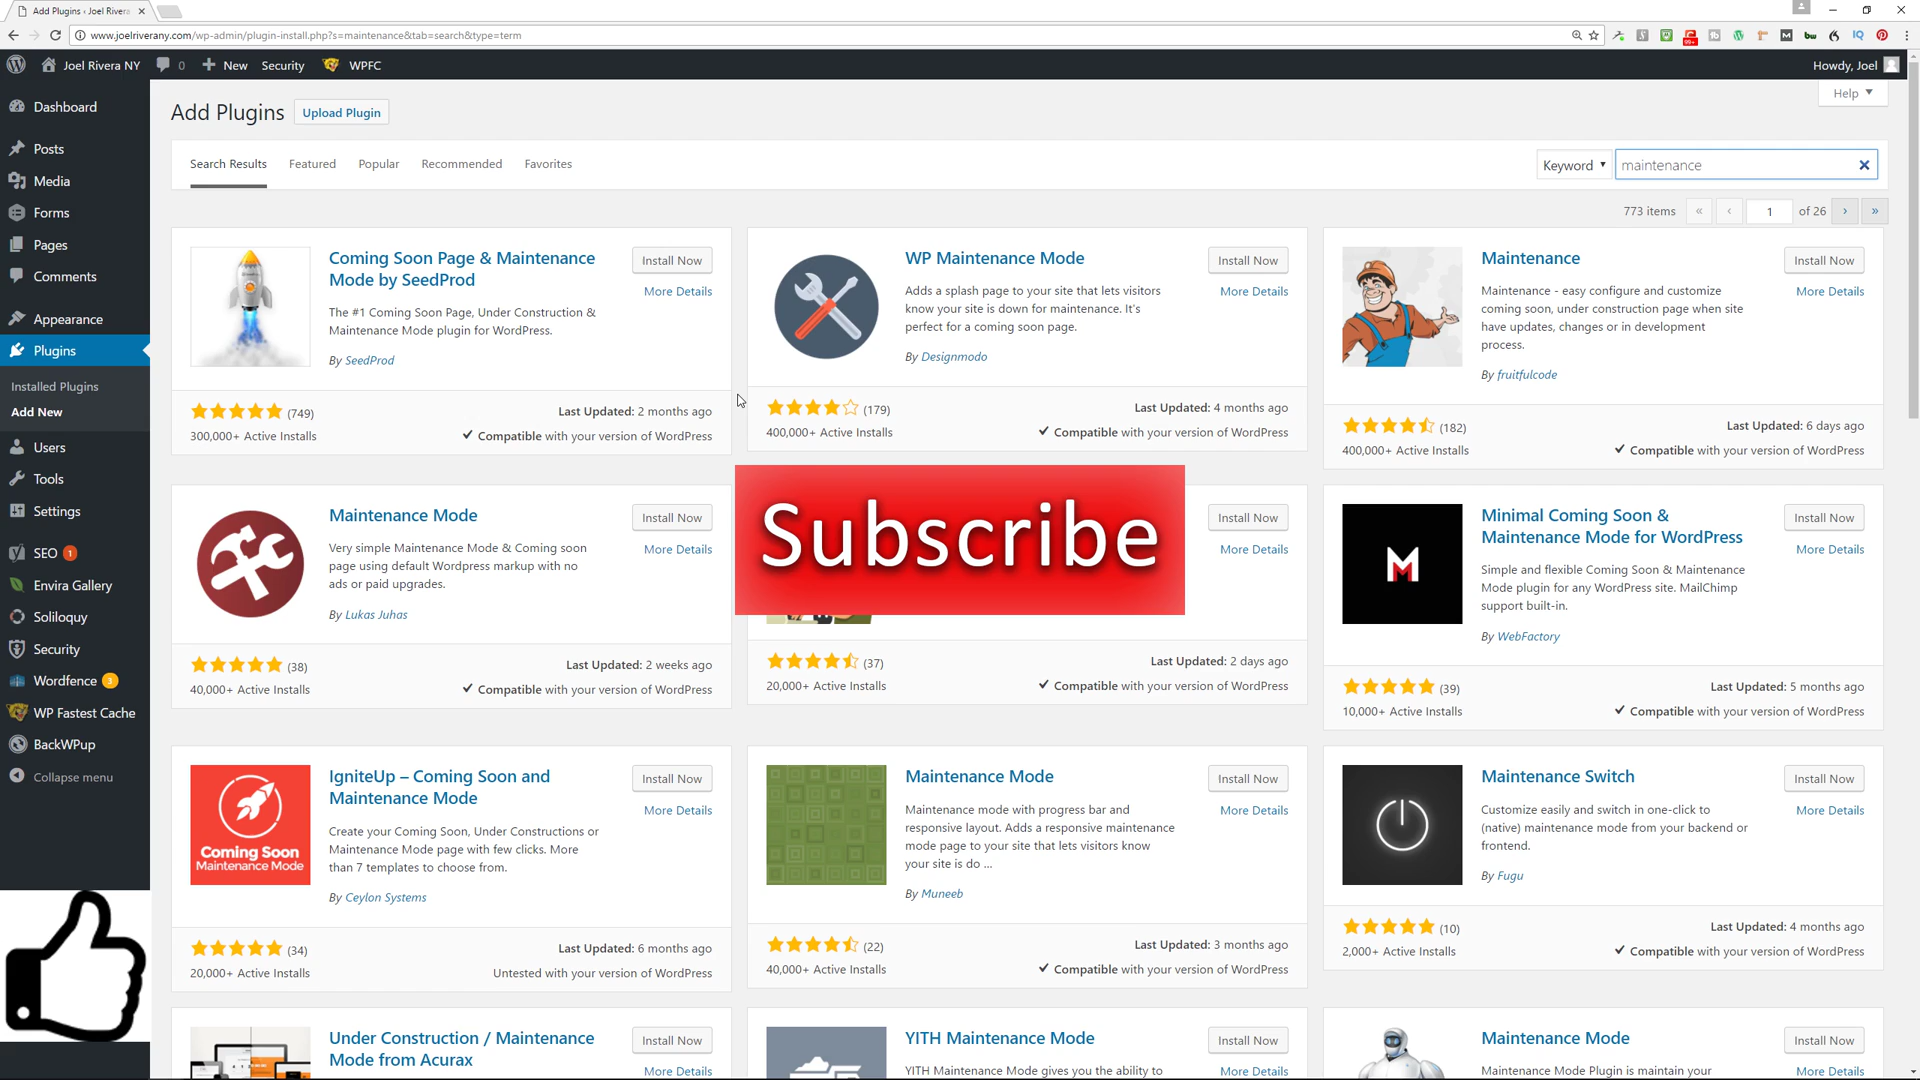 Add Plugins ‹ Joel Rivera
www.joelriverany.com/wp-admin/plugin-install.php?s=maintenance&tab=search&type=term
Joel Rivera NY
0
New
Security
WPFC
Howdy, Joel
Dashboard
Posts
Media
Forms
Pages
Comments
Appearance
Plugins
Installed Plugins
Add New
Users
Tools
Settings
SEO 1
Envira Gallery
Soliloquy
Security
Wordfence 3
WP Fastest Cache
BackWPup
Collapse menu
Help
Add Plugins
Upload Plugin
Search Results Featured Popular Recommended Favorites
Keyword
maintenance
773 items « ‹ 1 of 26 › »
Coming Soon Page & Maintenance
Mode by SeedProd
Install Now
More Details
The #1 Coming Soon Page, Under Construction &
Maintenance Mode plugin for WordPress.
By SeedProd
(749)
Last Updated: 2 months ago
300,000+ Active Installs
Compatible with your version of WordPress
WP Maintenance Mode
Install Now
More Details
Adds a splash page to your site that lets visitors
know your site is down for maintenance. It's
perfect for a coming soon page.
By Designmodo
(179)
Last Updated: 4 months ago
400,000+ Active Installs
Compatible with your version of WordPress
Maintenance
Install Now
More Details
Maintenance - easy configure and customize
coming soon, under construction page when site
have updates, changes or in development
process.
By fruitfulcode
(182)
Last Updated: 6 days ago
400,000+ Active Installs
Compatible with your version of WordPress
Maintenance Mode
Install Now
More Details
Very simple Maintenance Mode & Coming soon
page using default Wordpress markup with no
ads or paid upgrades.
By Lukas Juhas
(38)
Last Updated: 2 weeks ago
40,000+ Active Installs
Compatible with your version of WordPress
Subscribe
Install Now
More Details
(37)
Last Updated: 2 days ago
20,000+ Active Installs
Compatible with your version of WordPress
M
Minimal Coming Soon &
Maintenance Mode for WordPress
Install Now
More Details
Simple and flexible Coming Soon & Maintenance
Mode plugin for any WordPress site. MailChimp
support built-in.
By WebFactory
(39)
Last Updated: 5 months ago
10,000+ Active Installs
Compatible with your version of WordPress
Coming Soon
Maintenance Mode
IgniteUp – Coming Soon and
Maintenance Mode
Install Now
More Details
Create your Coming Soon, Under Constructions or
Maintenance Mode page with few clicks. More
than 7 templates to choose from.
By Ceylon Systems
(34)
Last Updated: 6 months ago
20,000+ Active Installs
Untested with your version of WordPress
Maintenance Mode
Install Now
More Details
Maintenance mode with progress bar and
responsive layout. Adds a responsive maintenance
mode page to your site that lets visitors know
your site is do ...
By Muneeb
(22)
Last Updated: 3 months ago
40,000+ Active Installs
Compatible with your version of WordPress
Maintenance Switch
Install Now
More Details
Customize easily and switch in one-click to
(native) maintenance mode from your backend or
frontend.
By Fugu
(10)
Last Updated: 4 months ago
2,000+ Active Installs
Compatible with your version of WordPress
Under Construction / Maintenance
Mode from Acurax
Install Now
More Details
YITH Maintenance Mode
Install Now
More Details
YITH Maintenance Mode gives you the ability to
Maintenance Mode
Install Now
More Details
Maintenance Mode Plugin is maintain your